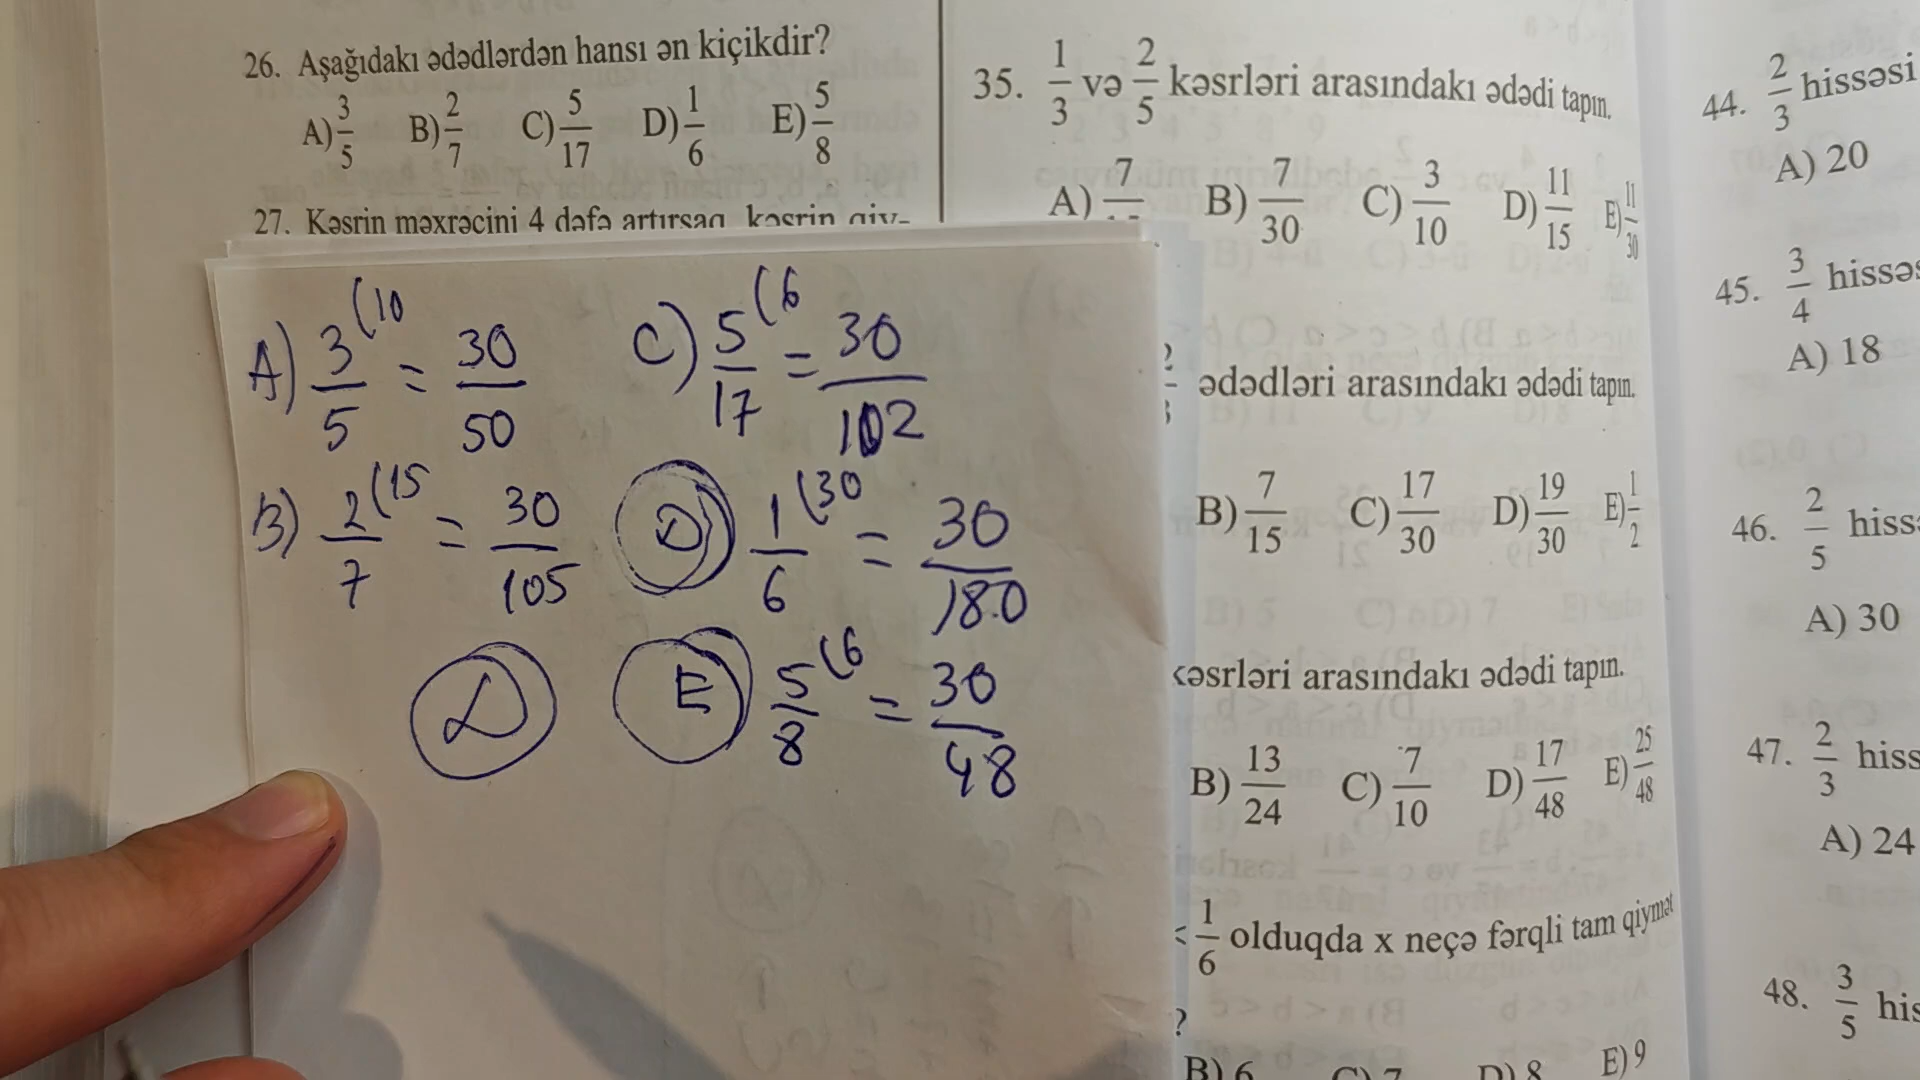 26. Aşağıdakı ədədlərdən hansı ən kiçikdir?
A) 3/5 B) 2/7 C) 5/17 D) 1/6 E) 5/8
27. Kəsrin məxrəcini 4 dəfə artırsaq, kəsrin qiy-
A) 3/5 (10 = 30/50
B) 2/7 (15 = 30/105
C) 5/17 (6 = 30/102
D) 1/6 (30 = 30/180
E 5/8 (6 = 30/48
D
35. 1/3 və 2/5 kəsrləri arasındakı ədədi tapın.
A) 7/ B) 7/30 C) 3/10 D) 11/15 E) 11/30
ədədləri arasındakı ədədi tapın.
B) 7/15 C) 17/30 D) 19/30 E) 1/2
kəsrləri arasındakı ədədi tapın.
B) 13/24 C) 7/10 D) 17/48 E) 25/48
< 1/6 olduqda x neçə fərqli tam qiymət
?
B) 6 C) 7 D) 8 E) 9
44. 2/3 hissəsi
A) 20
45. 3/4 hissəs
A) 18
46. 2/5 hiss
A) 30
47. 2/3 hiss
A) 24
48. 3/5 his